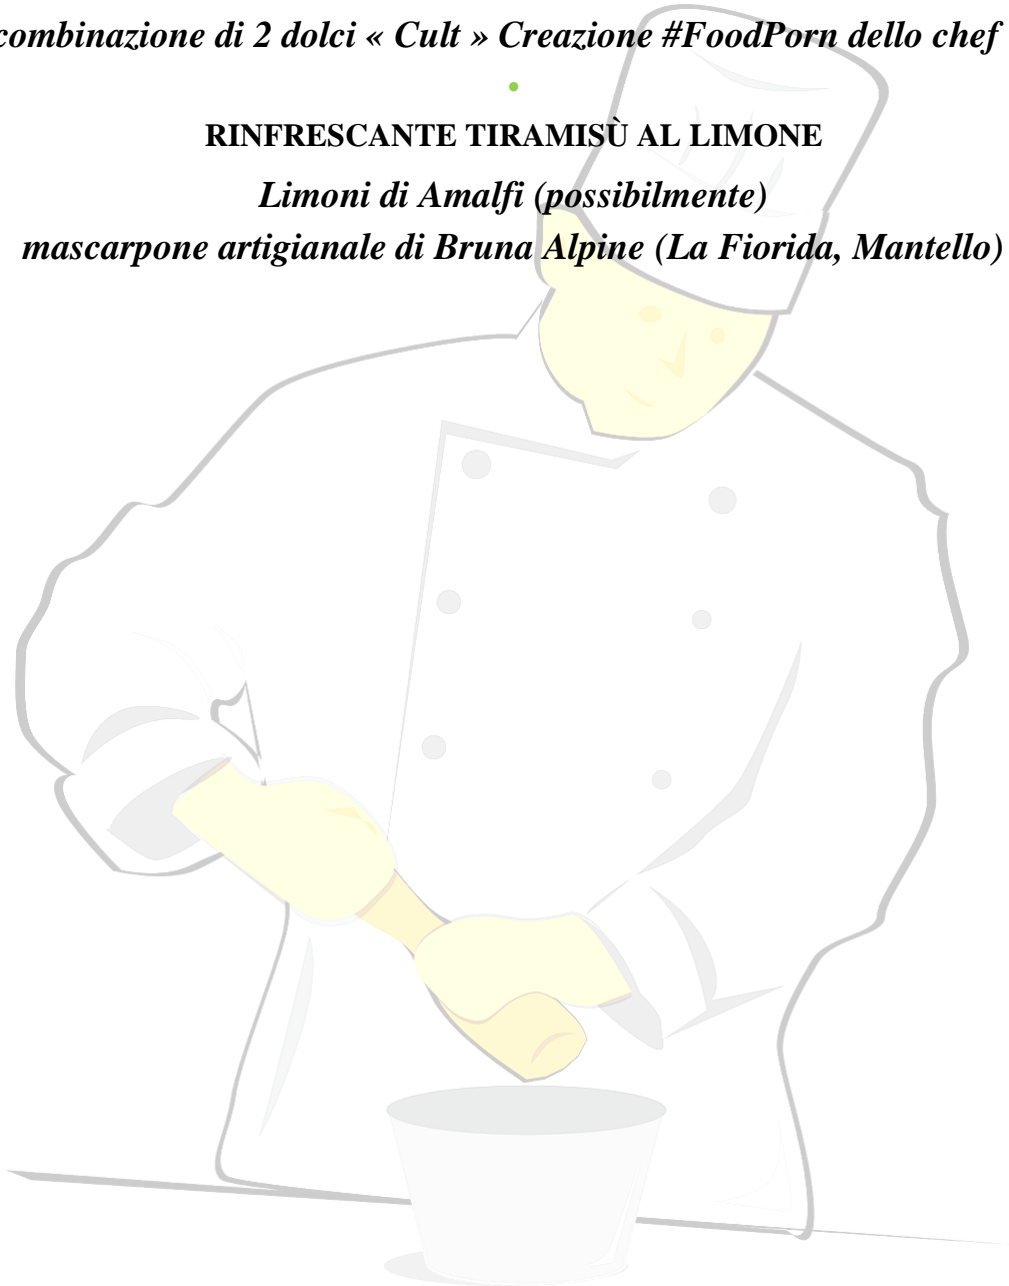 combinazione di 2 dolci « Cult » Creazione #FoodPorn dello chef
RINFRESCANTE TIRAMISÙ AL LIMONE
Limoni di Amalfi (possibilmente)
mascarpone artigianale di Bruna Alpine (La Fiorida, Mantello)